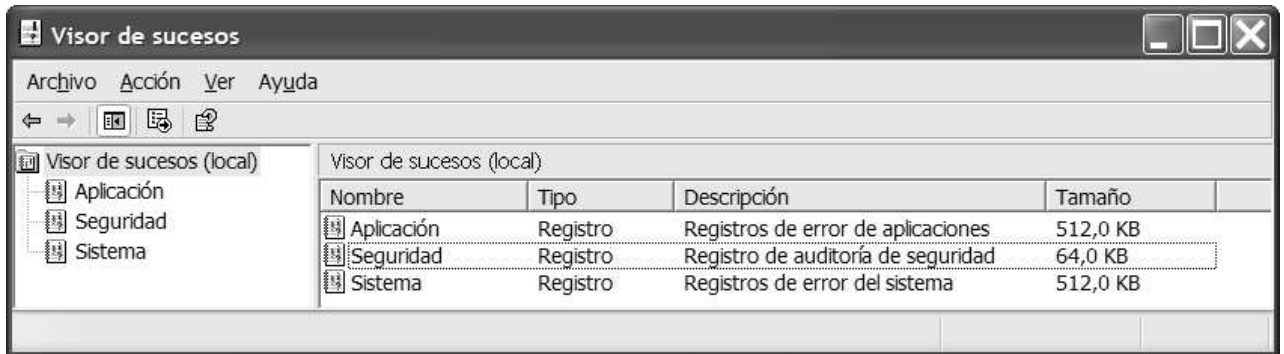 Visor de sucesos
Archivo Acción Ver Ayuda
Visor de sucesos (local)
Aplicación
Seguridad
Sistema
Visor de sucesos (local)
Nombre Tipo Descripción Tamaño
Aplicación Registro Registros de error de aplicaciones 512,0 KB
Seguridad Registro Registro de auditoría de seguridad 64,0 KB
Sistema Registro Registros de error del sistema 512,0 KB